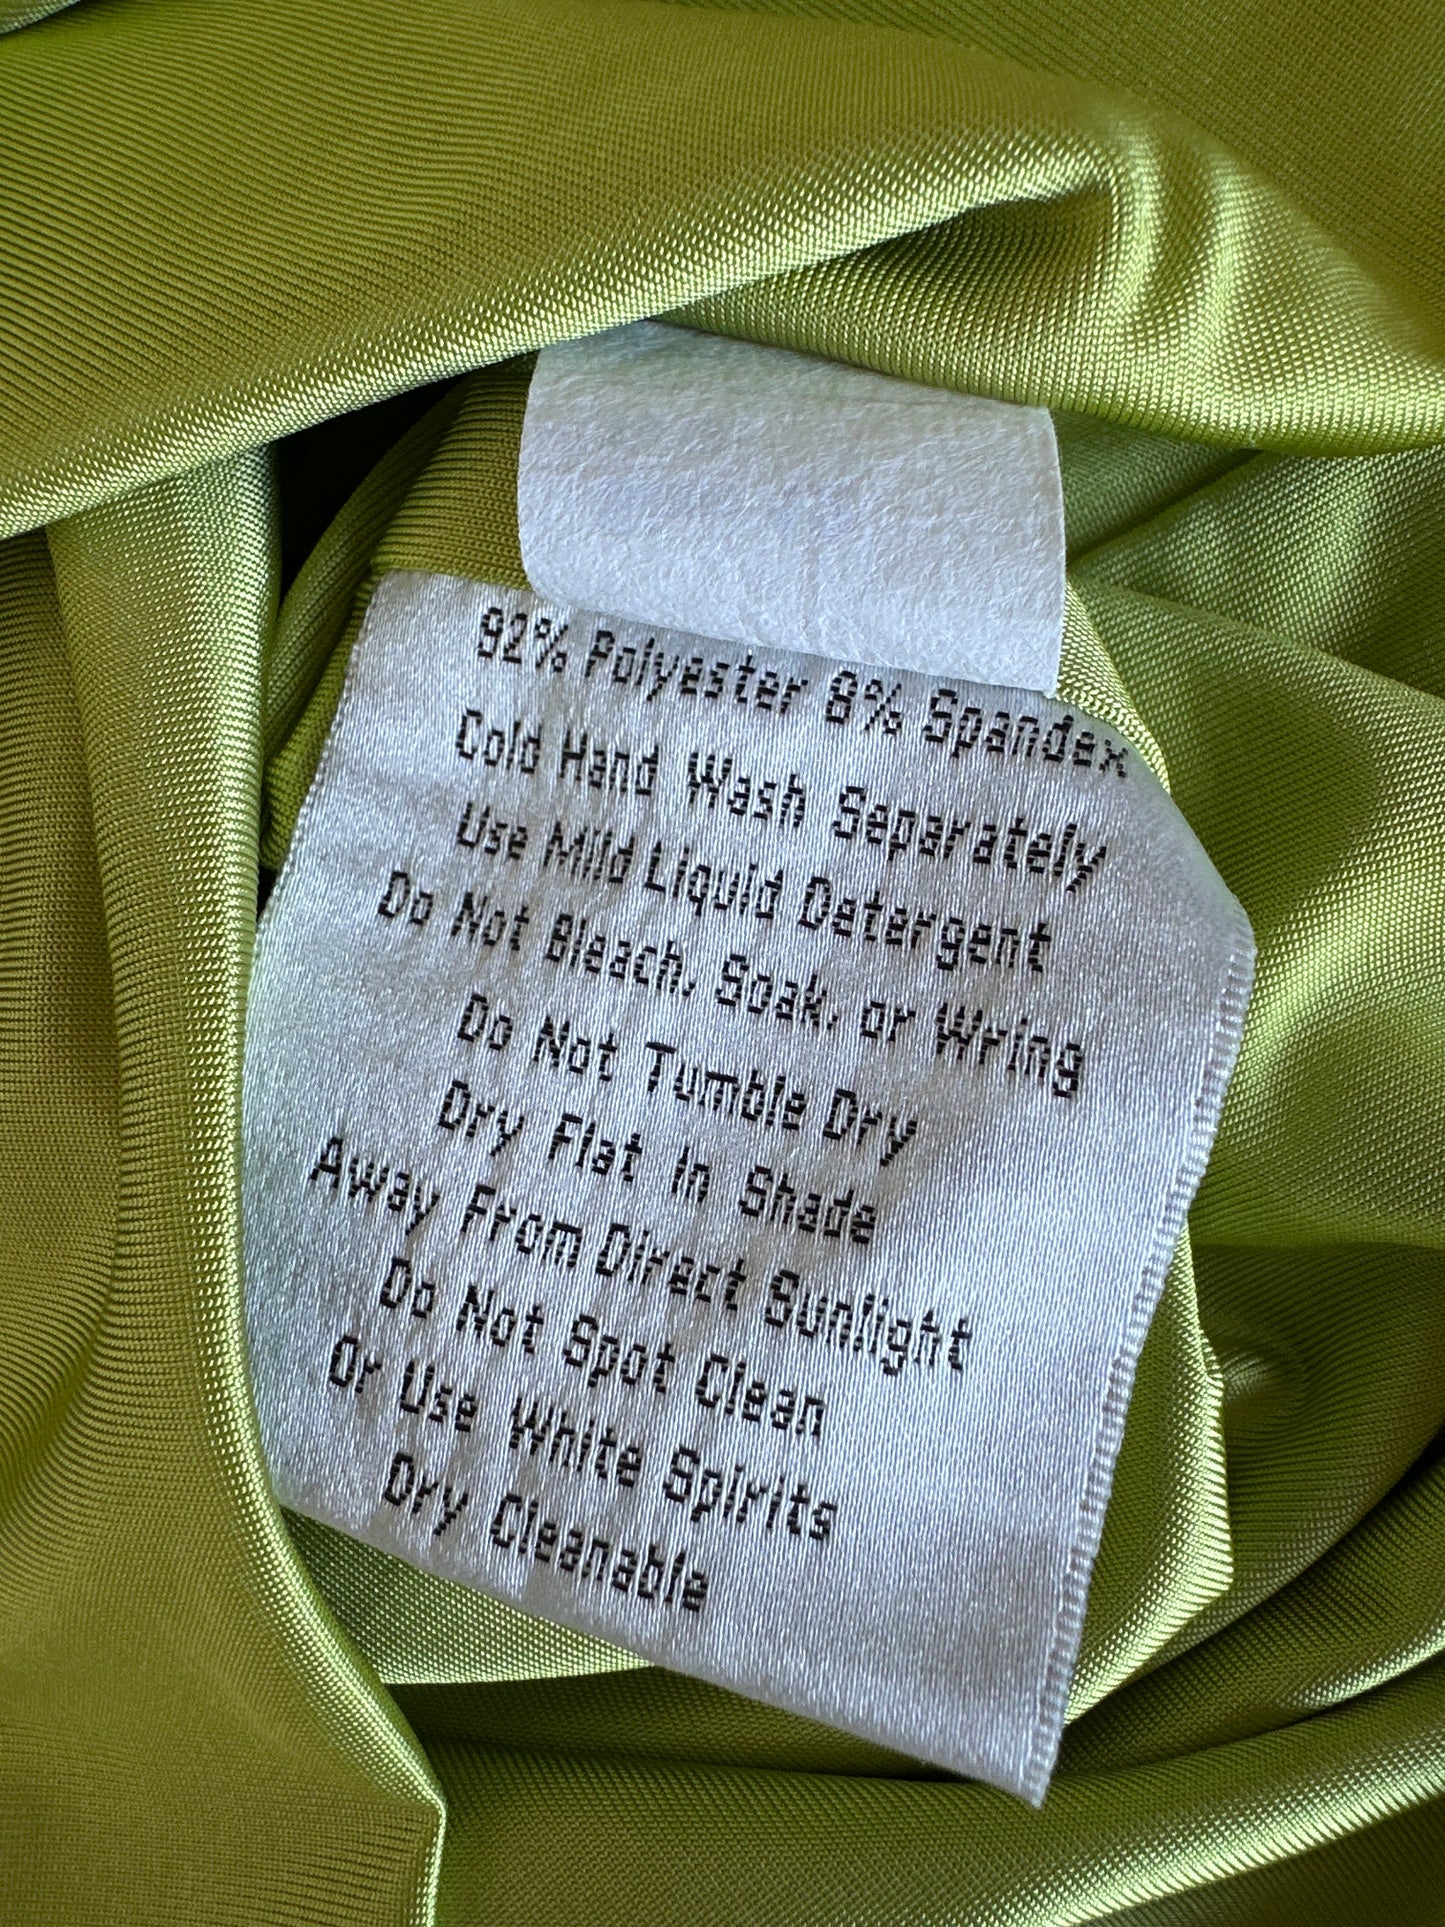 92% Polyester 8% Spandex
Cold Hand Wash Separately
Use Mild Liquid Detergent
Do Not Bleach, Soak, or Wring
Do Not Tumble Dry
Dry Flat in Shade
Away From Direct Sunlight
Do Not Spot Clean
Or Use White Spirits
Dry Cleanable